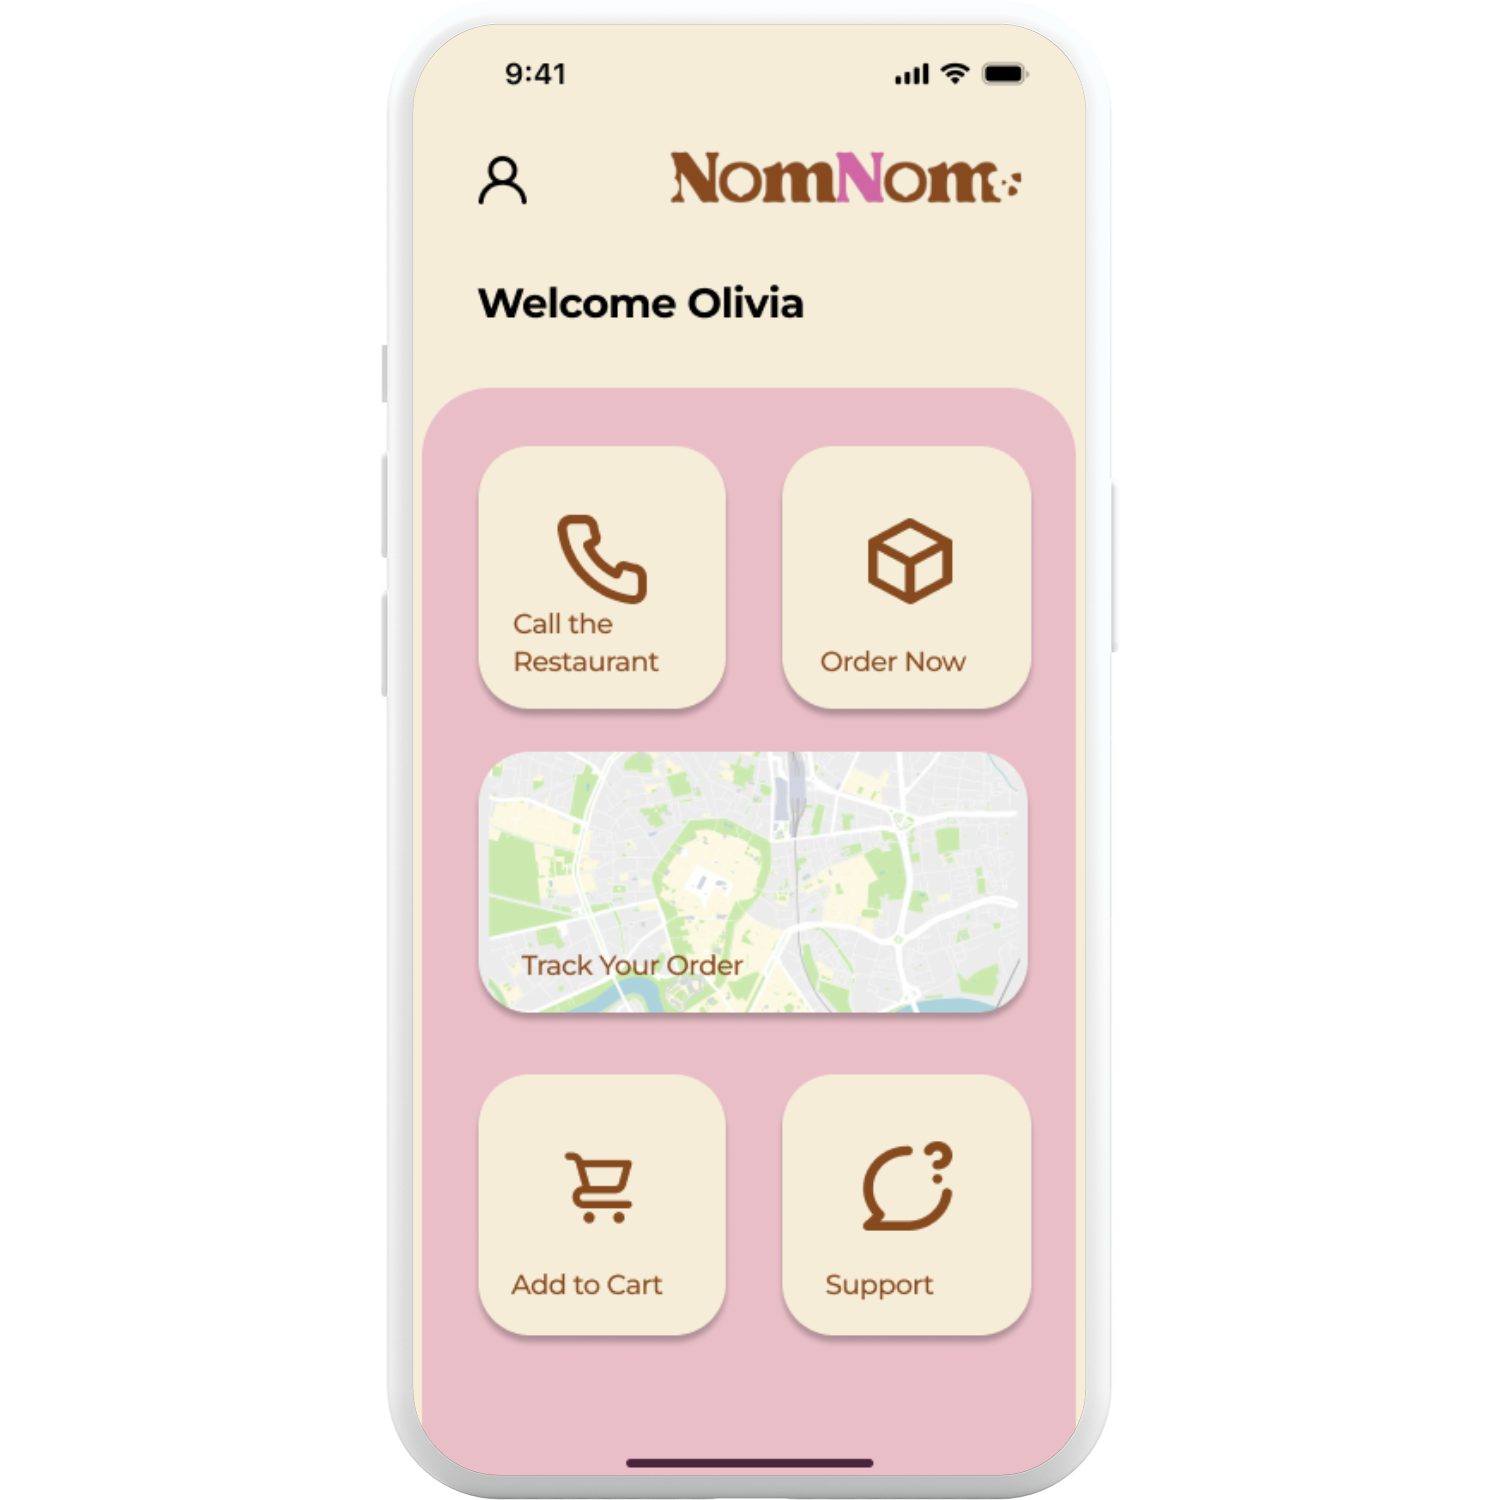 9:41
NomNom
Welcome Olivia
Call the
Restaurant
Order Now
Track Your Order
Add to Cart
Support